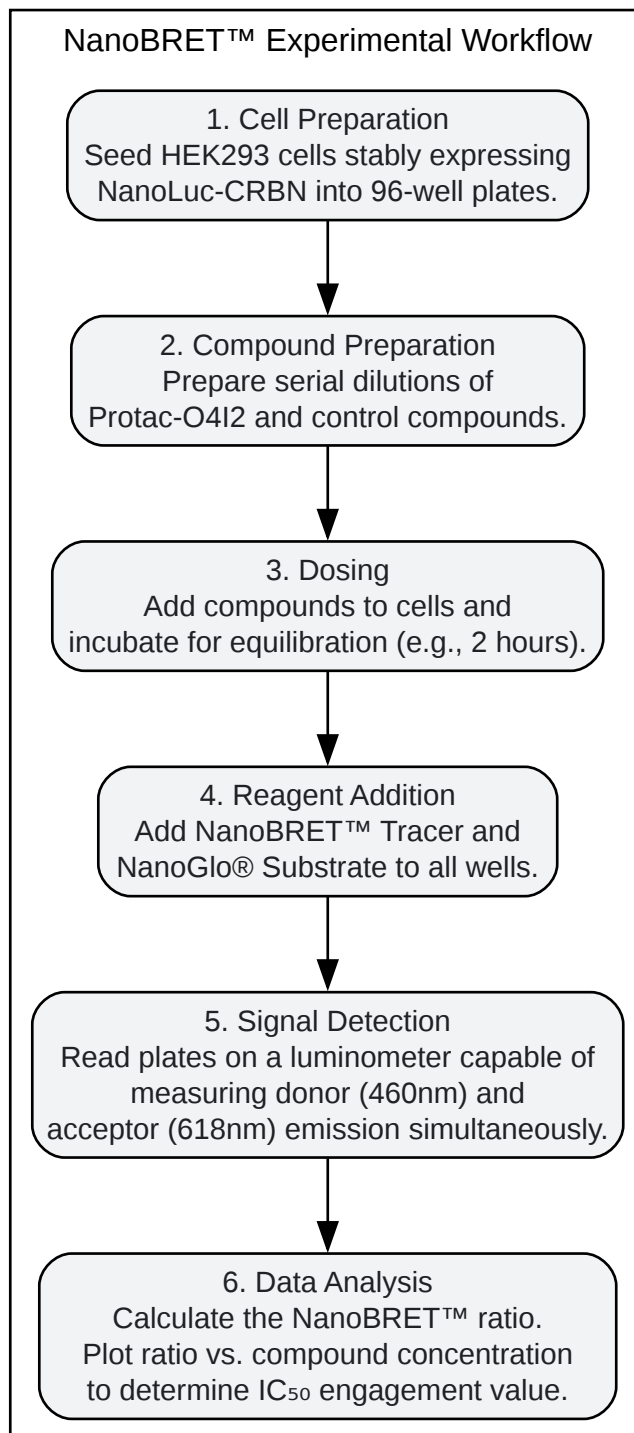 NanoBRET™ Experimental Workflow
1. Cell Preparation
Seed HEK293 cells stably expressing
NanoLuc-CRBN into 96-well plates.
2. Compound Preparation
Prepare serial dilutions of
Protac-O4I2 and control compounds.
3. Dosing
Add compounds to cells and
incubate for equilibration (e.g., 2 hours).
4. Reagent Addition
Add NanoBRET™ Tracer and
NanoGlo® Substrate to all wells.
5. Signal Detection
Read plates on a luminometer capable of
measuring donor (460nm) and
acceptor (618nm) emission simultaneously.
6. Data Analysis
Calculate the NanoBRET™ ratio.
Plot ratio vs. compound concentration
to determine IC₅₀ engagement value.